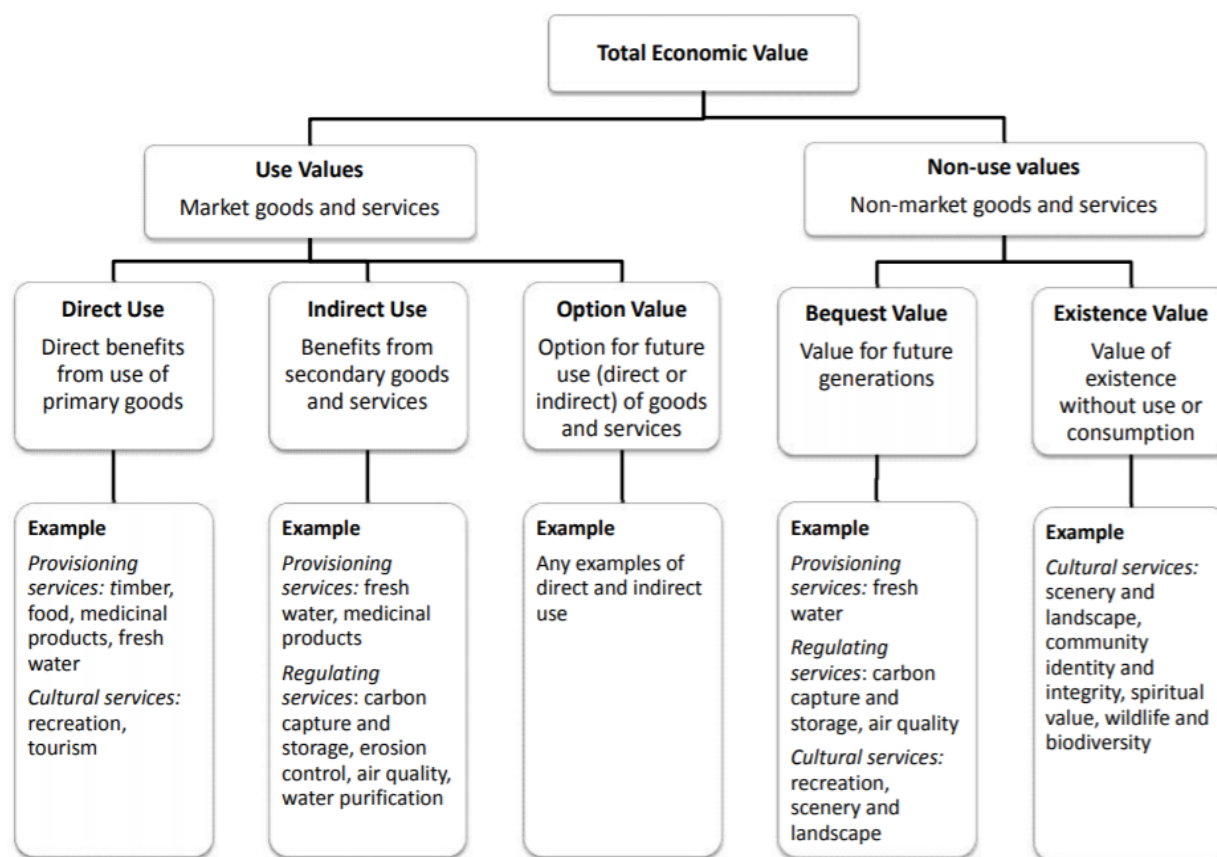 Total Economic Value
Use Values
Market goods and services
Non-use values
Non-market goods and services
Direct Use
Direct benefits
from use of
primary goods
Indirect Use
Benefits from
secondary goods
and services
Option Value
Option for future
use (direct or
indirect) of goods
and services
Bequest Value
Value for future
generations
Existence Value
Value of
existence
without use or
consumption
Example
Provisioning
services: timber,
food, medicinal
products, fresh
water
Cultural services:
recreation,
tourism
Example
Provisioning
services: fresh
water, medicinal
products
Regulating
services: carbon
capture and
storage, erosion
control, air quality,
water purification
Example
Any examples of
direct and indirect
use
Example
Provisioning
services: fresh
water
Regulating
services: carbon
capture and
storage, air quality
Cultural services:
recreation,
scenery and
landscape
Example
Cultural services:
scenery and
landscape,
community
identity and
integrity, spiritual
value, wildlife and
biodiversity